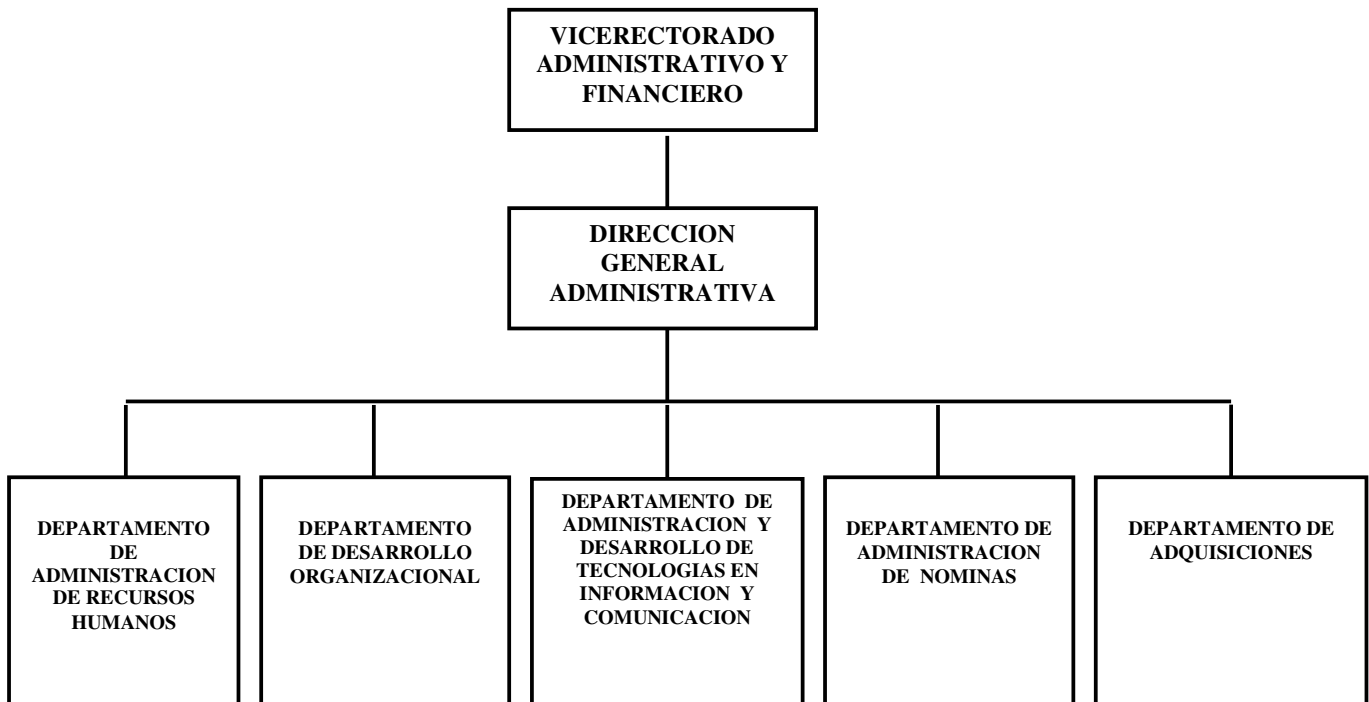 VICERECTORADO
ADMINISTRATIVO Y
FINANCIERO
DIRECCION
GENERAL
ADMINISTRATIVA
DEPARTAMENTO
DE
ADMINISTRACION
DE RECURSOS
HUMANOS
DEPARTAMENTO
DE DESARROLLO
ORGANIZACIONAL
DEPARTAMENTO DE
ADMINISTRACION Y
DESARROLLO DE
TECNOLOGIAS EN
INFORMACION Y
COMUNICACION
DEPARTAMENTO DE
ADMINISTRACION
DE NOMINAS
DEPARTAMENTO DE
ADQUISICIONES